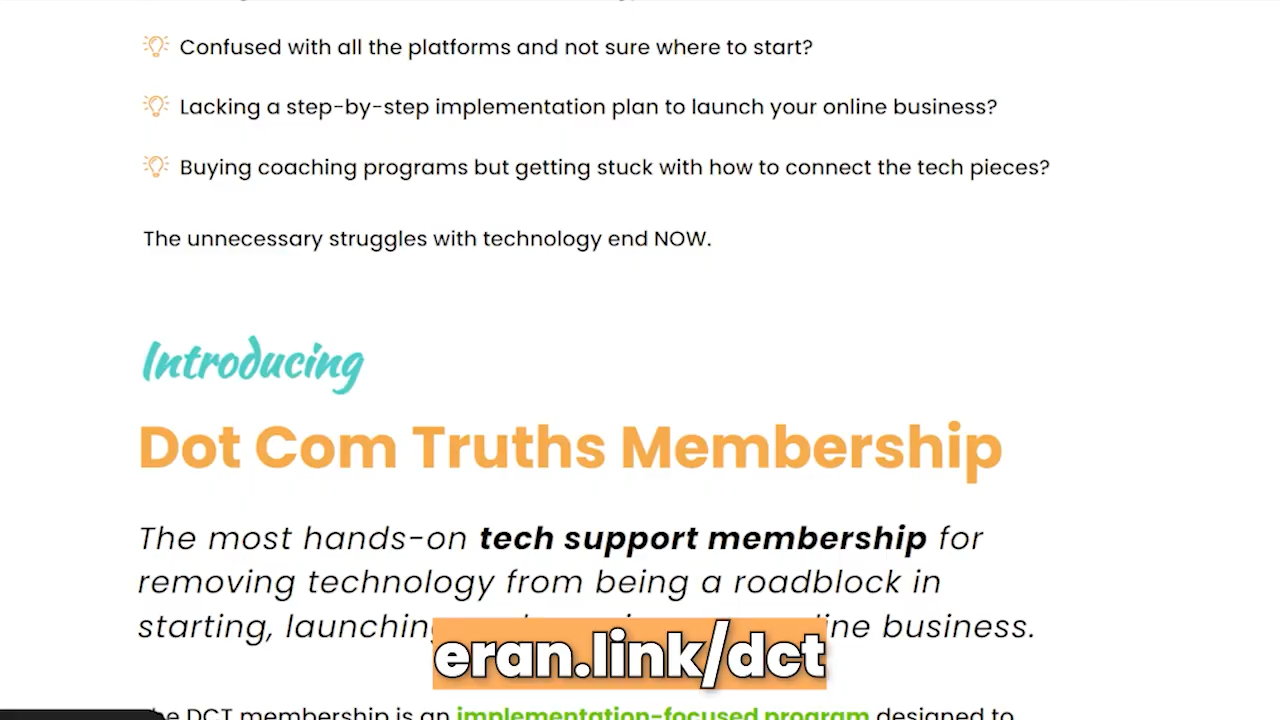 Confused with all the platforms and not sure where to start?
Lacking a step-by-step implementation plan to launch your online business?
Buying coaching programs but getting stuck with how to connect the tech pieces?
The unnecessary struggles with technology end NOW.
Introducing
Dot Com Truths Membership
The most hands-on tech support membership for
removing technology from being a roadblock in
starting, launching business.
eran.link/dct
DCT membership is an implementation-focused program designed to